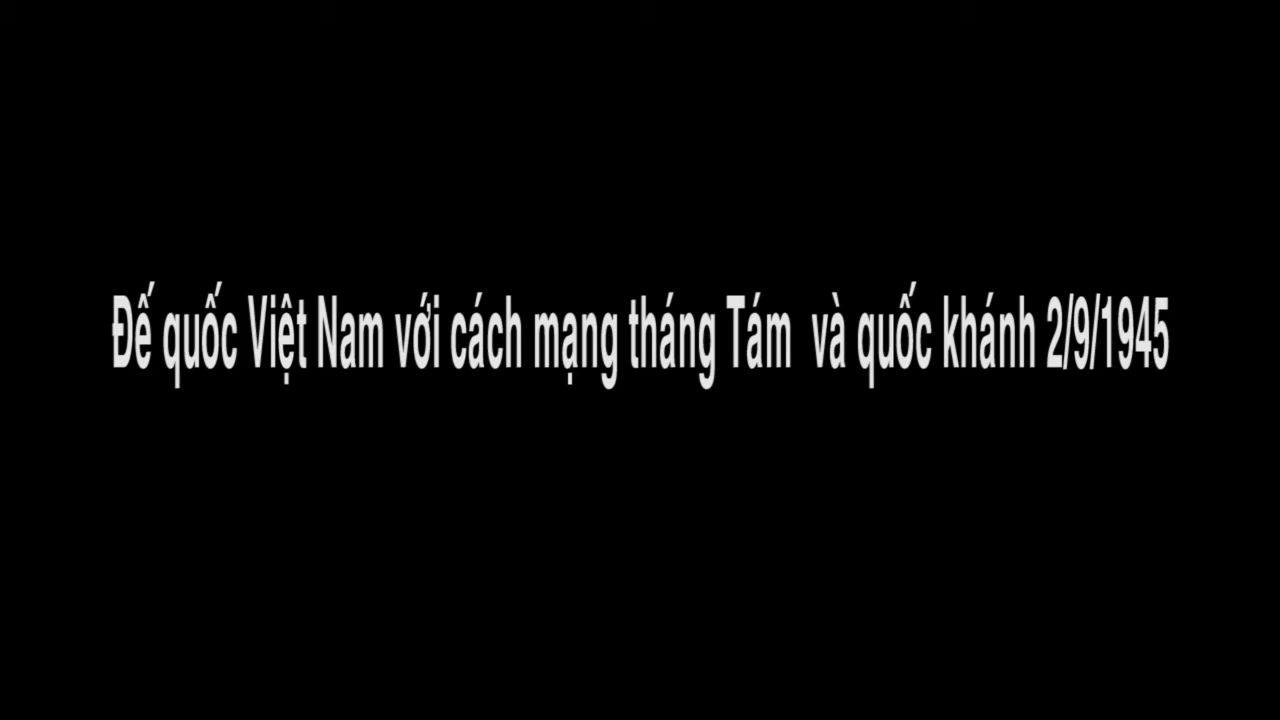 Đế quốc Việt Nam với cách mạng tháng Tám  và quốc khánh 2/9/1945